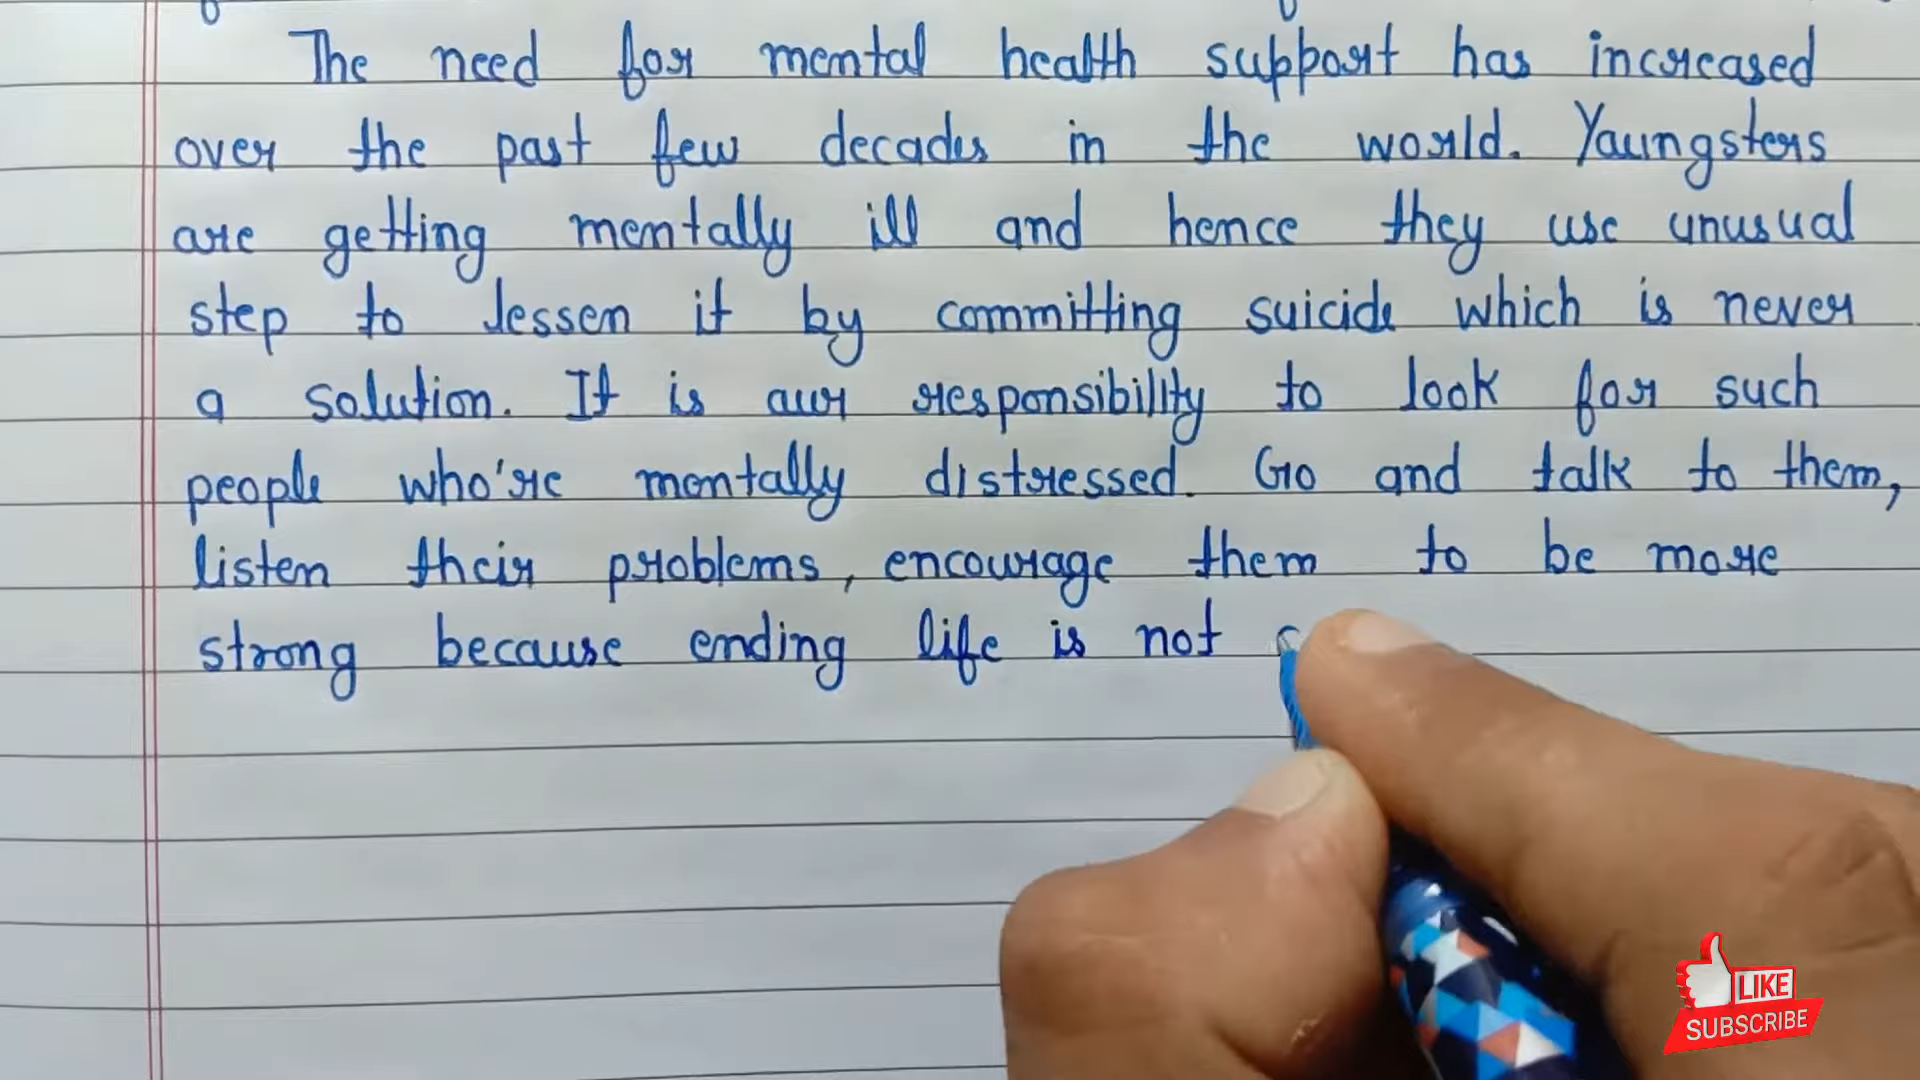 The need for mental health support has increased
over the past few decades in the world. Youngsters
are getting mentally ill and hence they use unusual
step to lessen it by committing suicide which is never
a solution. It is our responsibility to look for such
people who're mentally distressed. Go and talk to them,
listen their problems, encourage them to be more
strong because ending life is not
LIKE
SUBSCRIBE